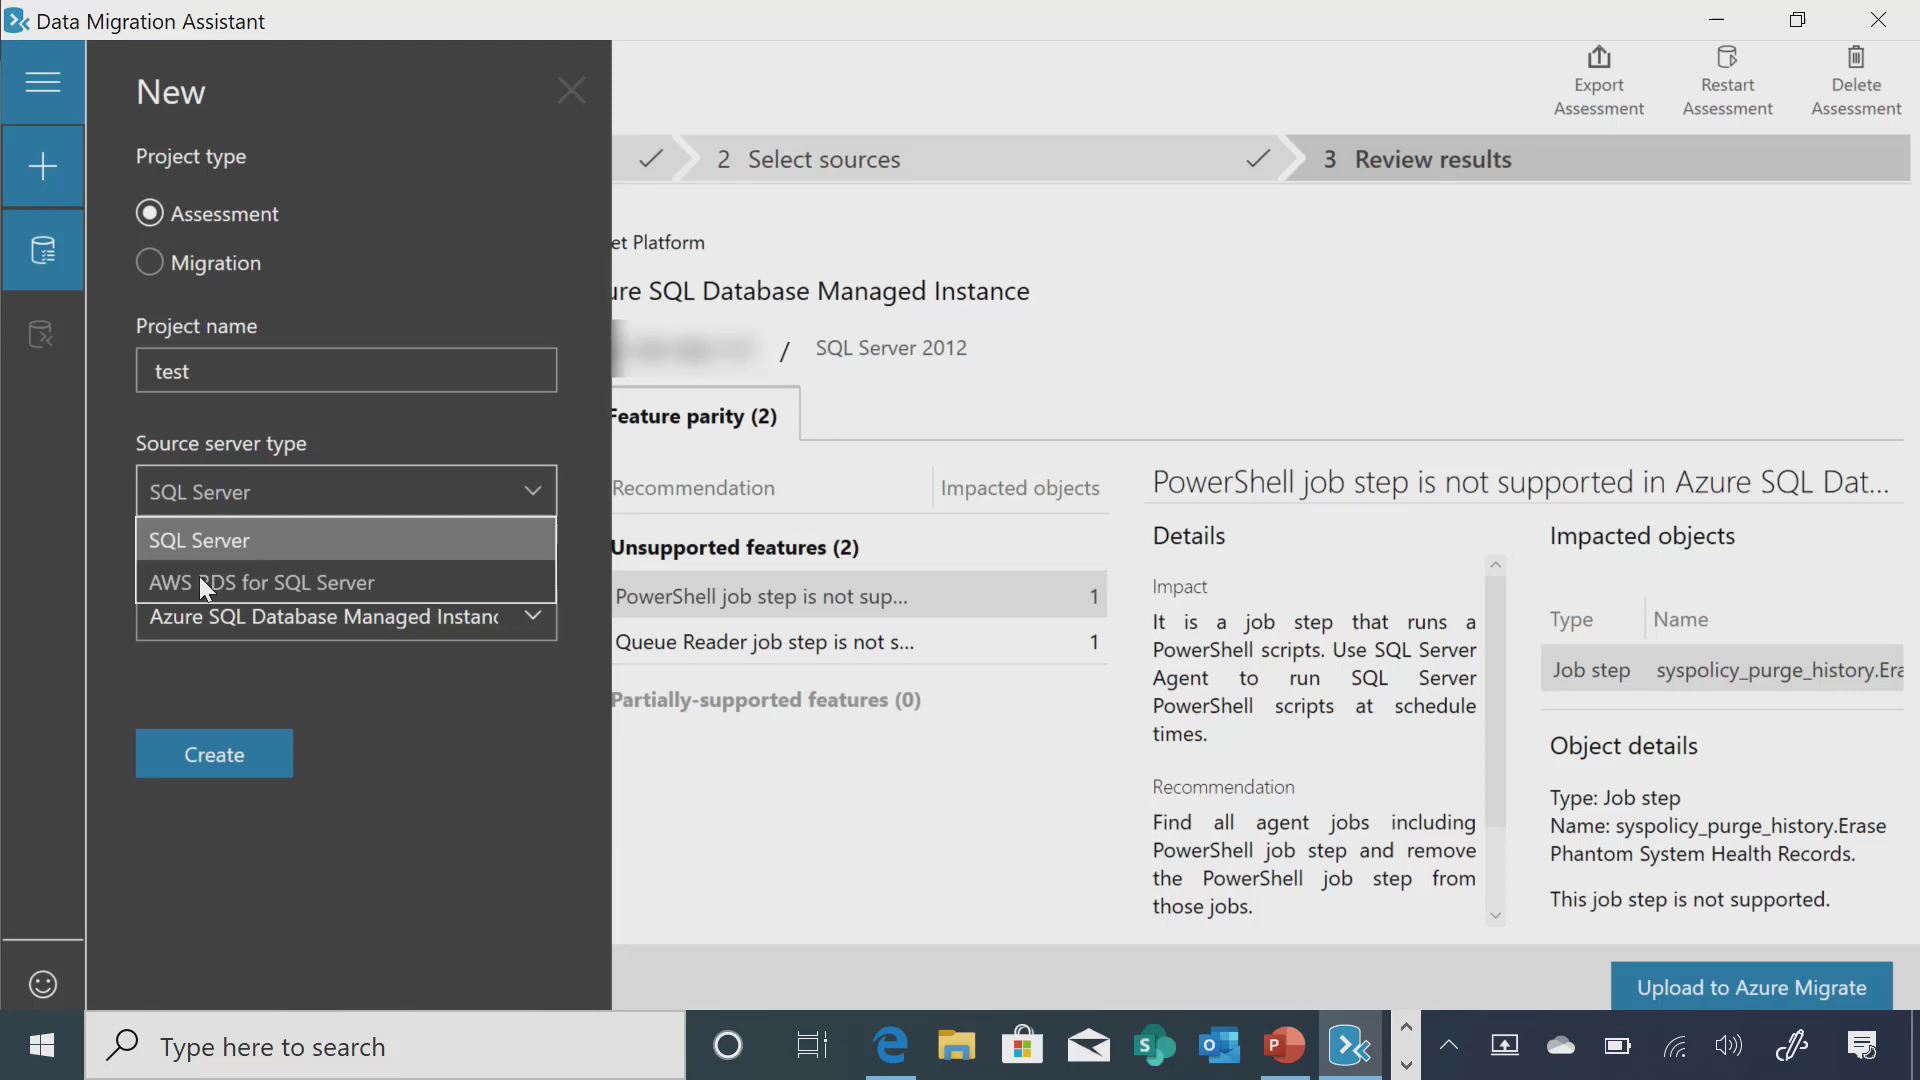 Data Migration Assistant
New
Project type
Assessment
Migration
Project name
test
Source server type
SQL Server
SQL Server
AWS RDS for SQL Server
Azure SQL Database Managed Instanc
Create
Export Assessment
Restart Assessment
Delete Assessment
2 Select sources
3 Review results
et Platform
ure SQL Database Managed Instance
/ SQL Server 2012
Feature parity (2)
Recommendation
Impacted objects
Unsupported features (2)
PowerShell job step is not sup... 1
Queue Reader job step is not s... 1
Partially-supported features (0)
PowerShell job step is not supported in Azure SQL Dat...
Details
Impact
It is a job step that runs a
PowerShell scripts. Use SQL Server
Agent to run SQL Server
PowerShell scripts at schedule
times.
Recommendation
Find all agent jobs including
PowerShell job step and remove
the PowerShell job step from
those jobs.
Impacted objects
Type Name
Job step syspolicy_purge_history.Era
Object details
Type: Job step
Name: syspolicy_purge_history.Erase
Phantom System Health Records.
This job step is not supported.
Upload to Azure Migrate
Type here to search